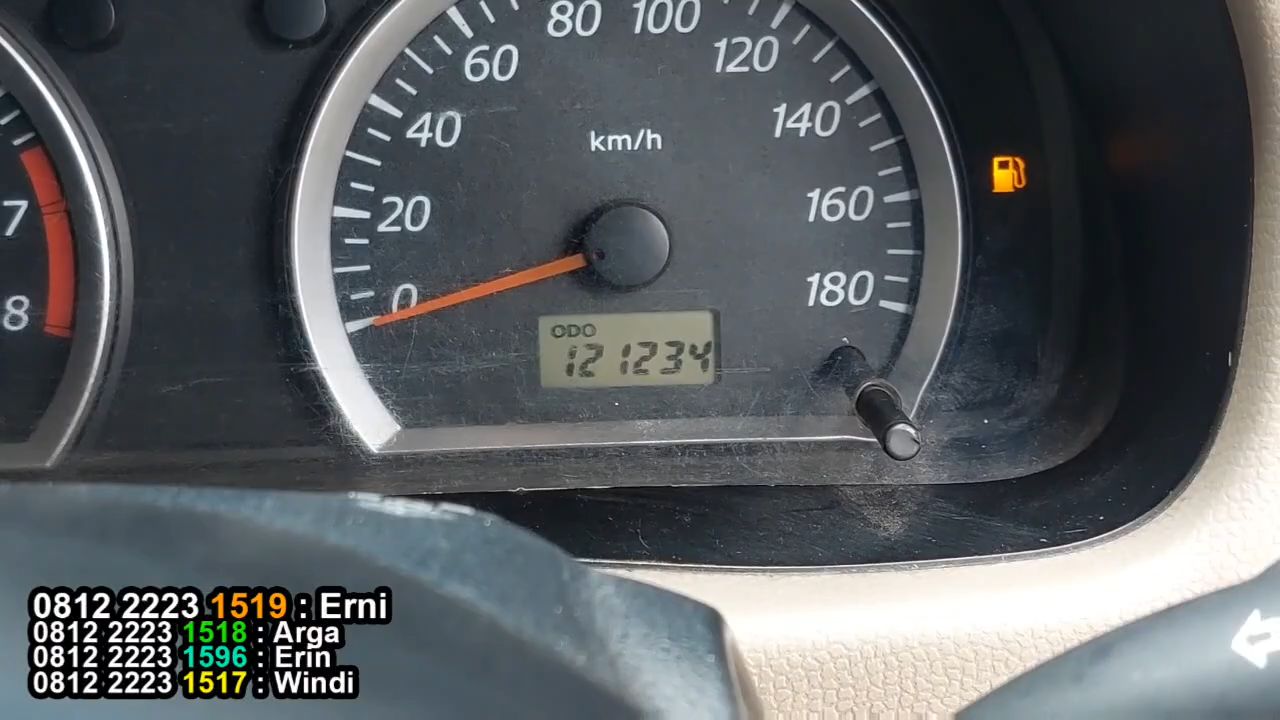 80 100
60 120
40 km/h 140
20 160
7
0 180
8
ODO
121234
0812 2223 1519 : Erni
0812 2223 1518 : Arga
0812 2223 1596 : Erin
0812 2223 1517 : Windi